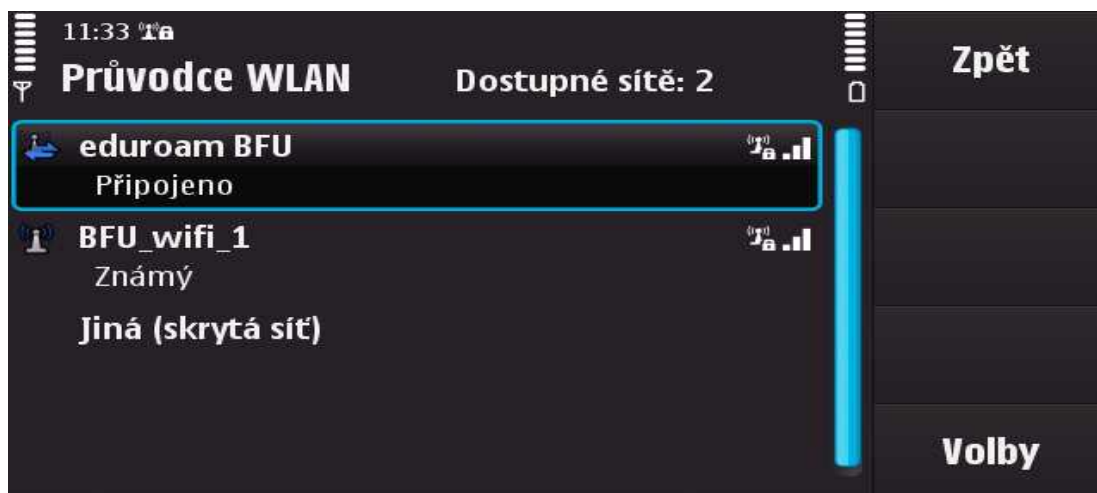 11:33
Průvodce WLAN
Dostupné sítě: 2
Zpět
eduroam BFU
Připojeno
BFU_wifi_1
Známý
Jiná (skrytá síť)
Volby